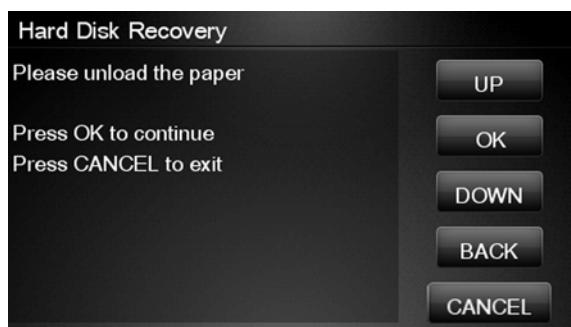 Hard Disk Recovery
Please unload the paper
Press OK to continue
Press CANCEL to exit
UP
OK
DOWN
BACK
CANCEL